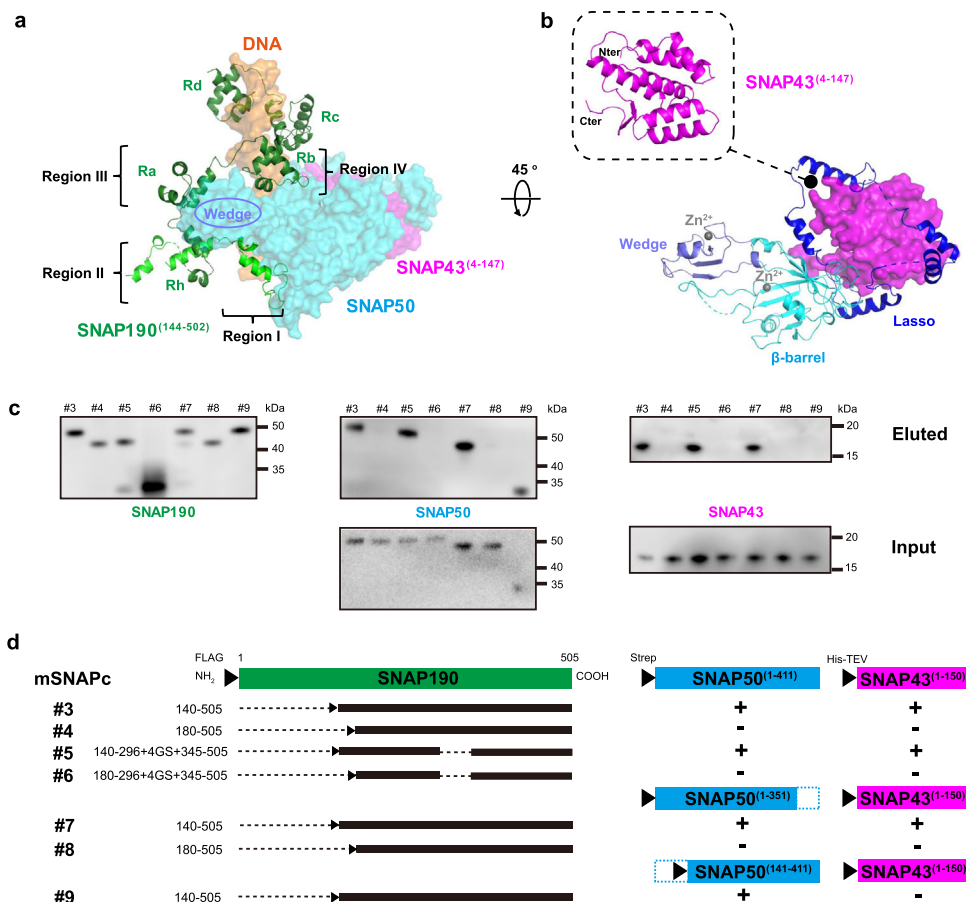 a
DNA
Rd
Rc
Ra
Rb
Region III
Region IV
Wedge
Region II
Rh
SNAP43(4-147)
SNAP50
SNAP190(144-502)
Region I
45 °
b
Nter
Cter
SNAP43(4-147)
Zn2+
Wedge
Zn2+
Lasso
β-barrel
c
#3 #4 #5 #6 #7 #8 #9 kDa
50
40
35
SNAP190
#3 #4 #5 #6 #7 #8 #9 kDa
50
40
35
SNAP50
50
40
35
#3 #4 #5 #6 #7 #8 #9 kDa
20
15
Eluted
SNAP43
20
15
Input
d
FLAG 1 505 Strep His-TEV
mSNAPc NH2 SNAP190 COOH SNAP50(1-411) SNAP43(1-150)
#3 140-505 + +
#4 180-505 - -
#5 140-296+4GS+345-505 + +
#6 180-296+4GS+345-505 - -
SNAP50(1-351) SNAP43(1-150)
#7 140-505 + +
#8 180-505 - -
SNAP50(141-411) SNAP43(1-150)
#9 140-505 + -